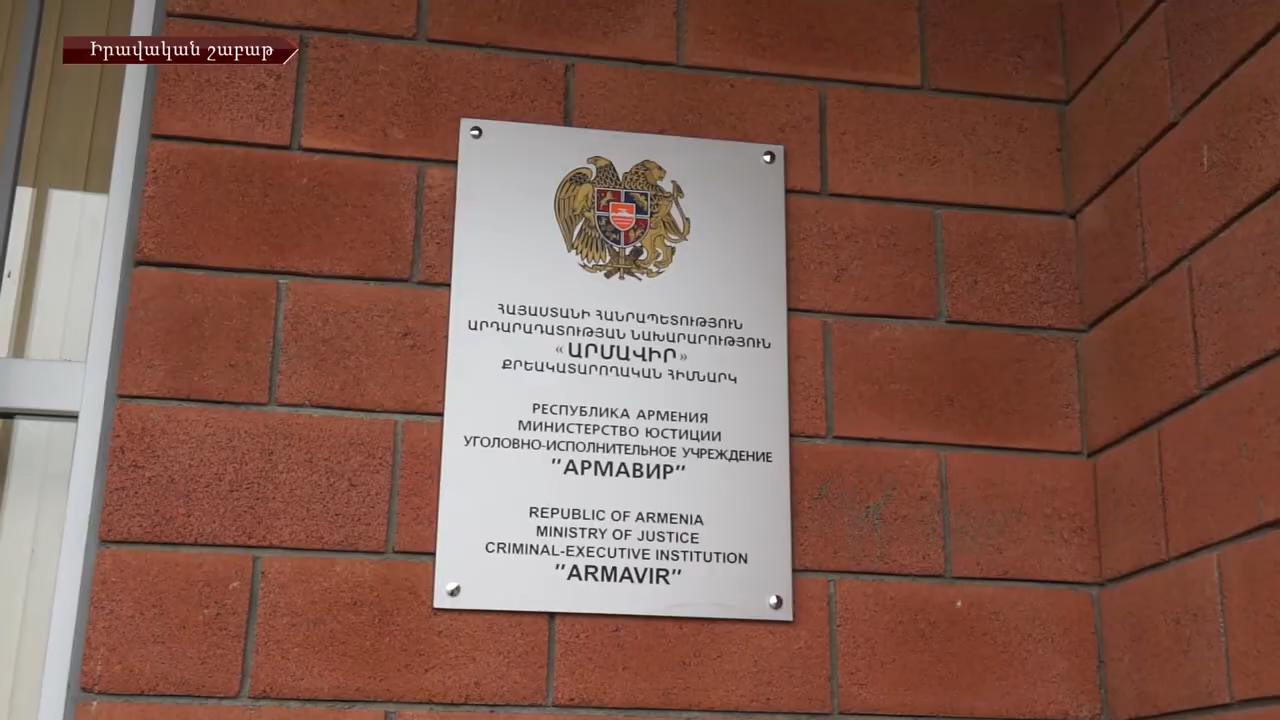 Իրավական շաբաթ
ՀԱՅԱՍՏԱՆԻ ՀԱՆՐԱՊԵՏՈՒԹՅՈՒՆ
ԱՐԴԱՐԱԴԱՏՈՒԹՅԱՆ ՆԱԽԱՐԱՐՈՒԹՅՈՒՆ
«ԱՐՄԱՎԻՐ»
ՔՐԵԱԿԱՏԱՐՈՂԱԿԱՆ ՀԻՄՆԱՐԿ
РЕСПУБЛИКА АРМЕНИЯ
МИНИСТЕРСТВО ЮСТИЦИИ
УГОЛОВНО-ИСПОЛНИТЕЛЬНОЕ УЧРЕЖДЕНИЕ
"АРМАВИР"
REPUBLIC OF ARMENIA
MINISTRY OF JUSTICE
CRIMINAL-EXECUTIVE INSTITUTION
"ARMAVIR"